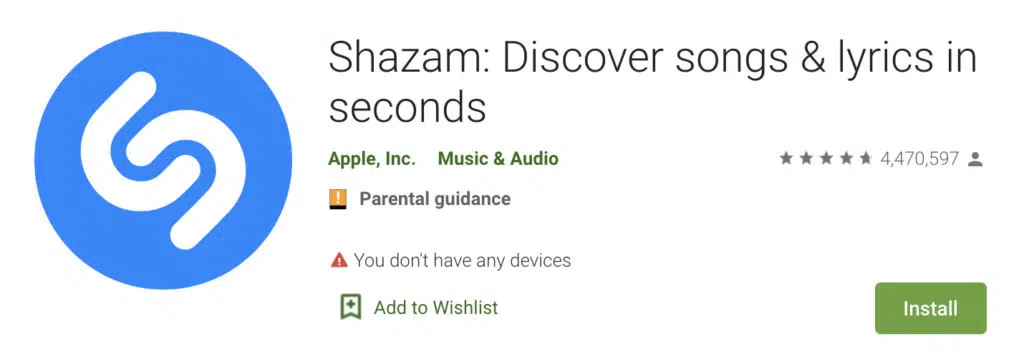 Shazam: Discover songs & lyrics in
seconds
Apple, Inc. Music & Audio
4,470,597
Parental guidance
You don't have any devices
Add to Wishlist
Install